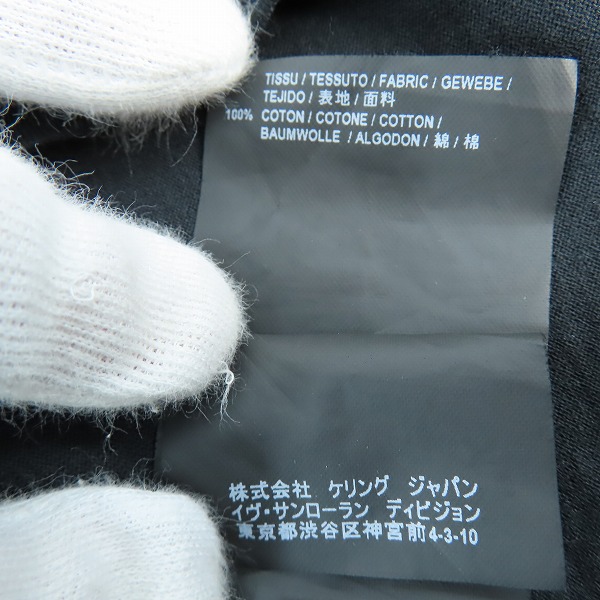 TISSU / TESSUTO / FABRIC / GEWEBE /
TEJIDO / 表地 / 面料
100% COTON / COTONE / COTTON /
BAUMWOLLE / ALGODON / 綿 / 棉
株式会社 ケリング ジャパン
イヴ・サンローラン ディビジョン
東京都渋谷区神宮前4-3-10